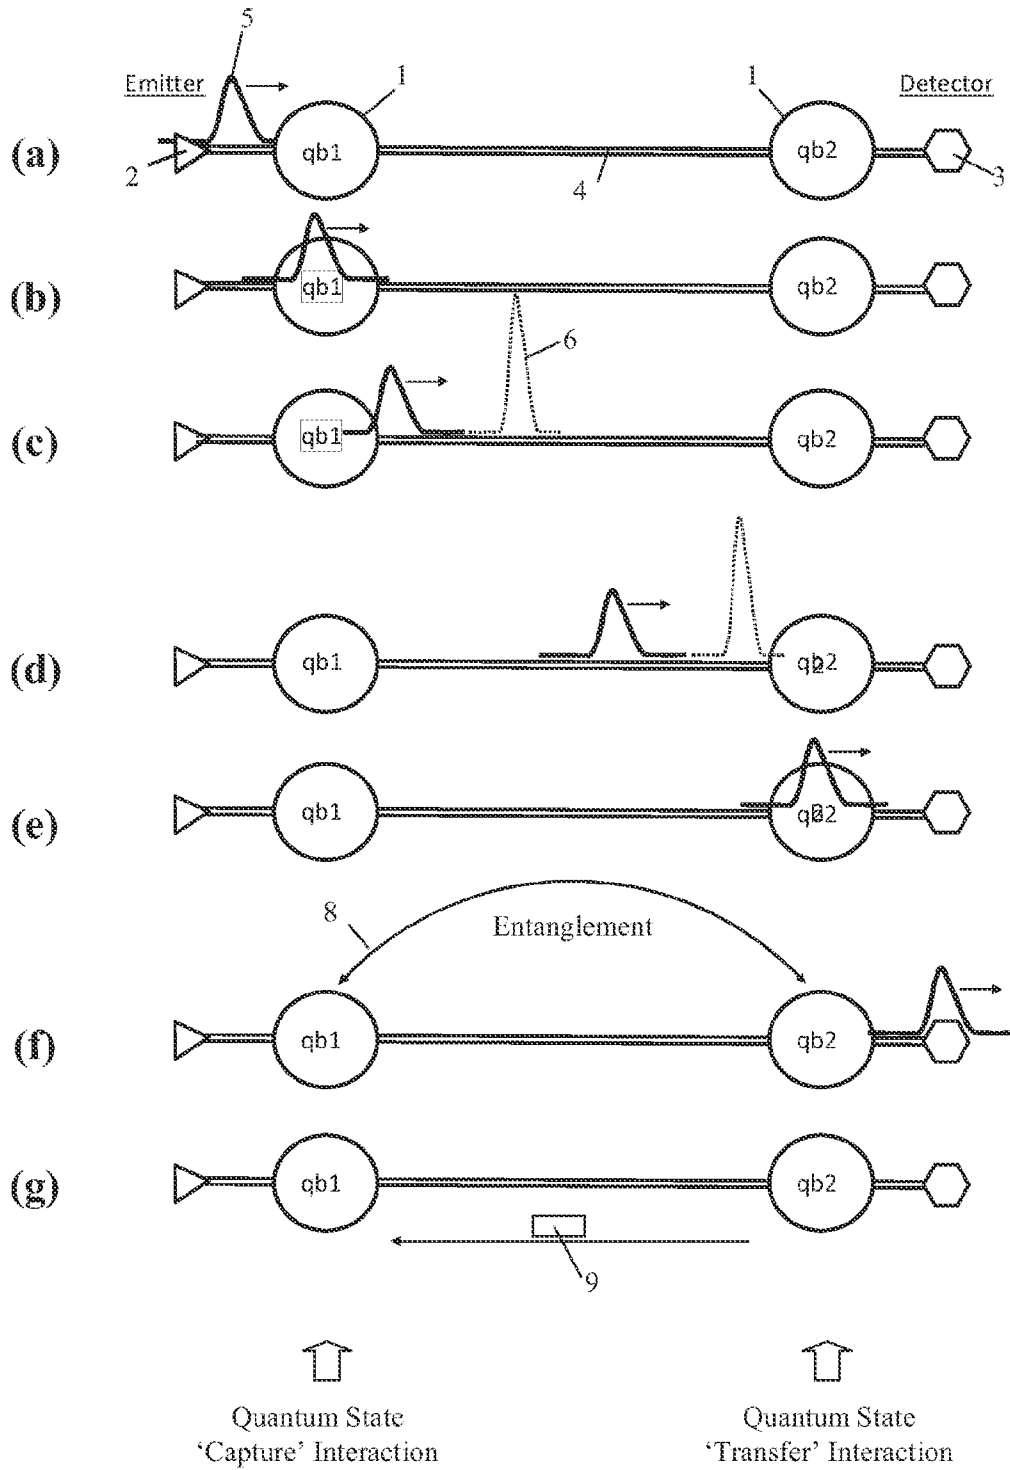 5
Emitter
1
1
Detector
(a)
qb1
qb2
2
4
3
(b)
qb1
qb2
6
(c)
qb1
qb2
(d)
qb1
qb2
(e)
qb1
8
Entanglement
(f)
qb1
qb2
(g)
qb1
qb2
9
Quantum State
‘Capture’ Interaction
Quantum State
‘Transfer’ Interaction